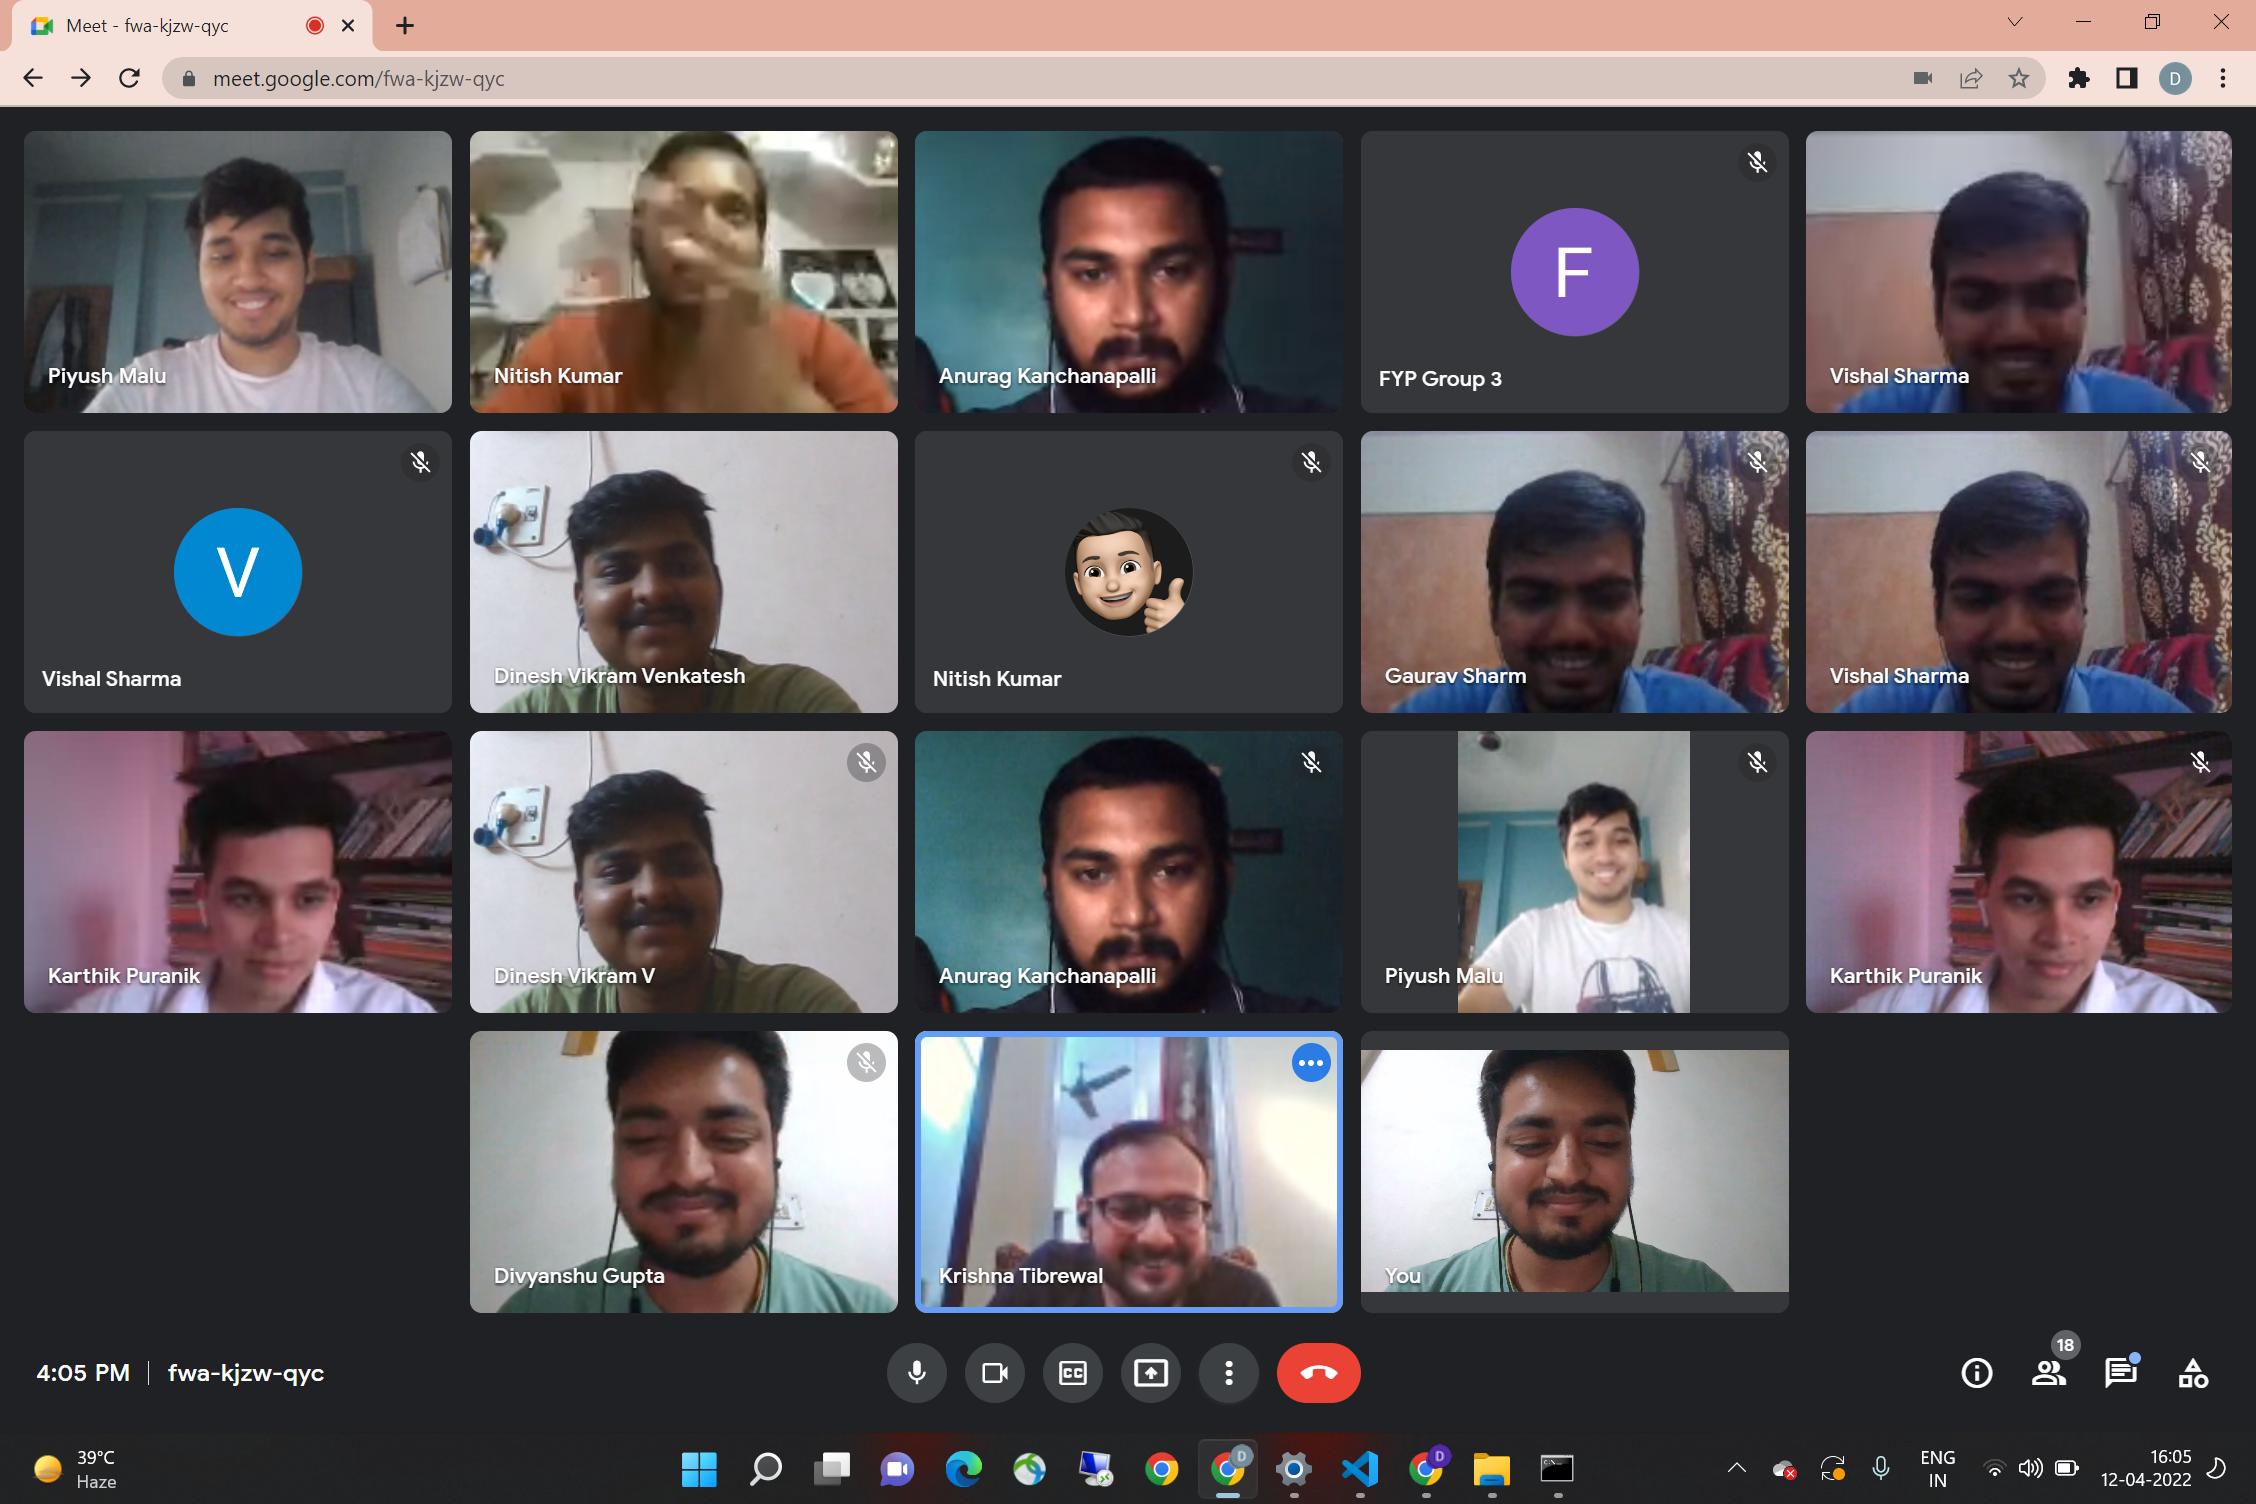 Meet - fwa-kjzw-qyc
meet.google.com/fwa-kjzw-qyc
D
Piyush Malu
Nitish Kumar
Anurag Kanchanapalli
F
FYP Group 3
Vishal Sharma
V
Vishal Sharma
Dinesh Vikram Venkatesh
Nitish Kumar
Gaurav Sharm
Vishal Sharma
Karthik Puranik
Dinesh Vikram V
Anurag Kanchanapalli
Piyush Malu
Karthik Puranik
Divyanshu Gupta
Krishna Tibrewal
You
4:05 PM
fwa-kjzw-qyc
CC
18
39°C
Haze
D
D
ENG
IN
16:05
12-04-2022